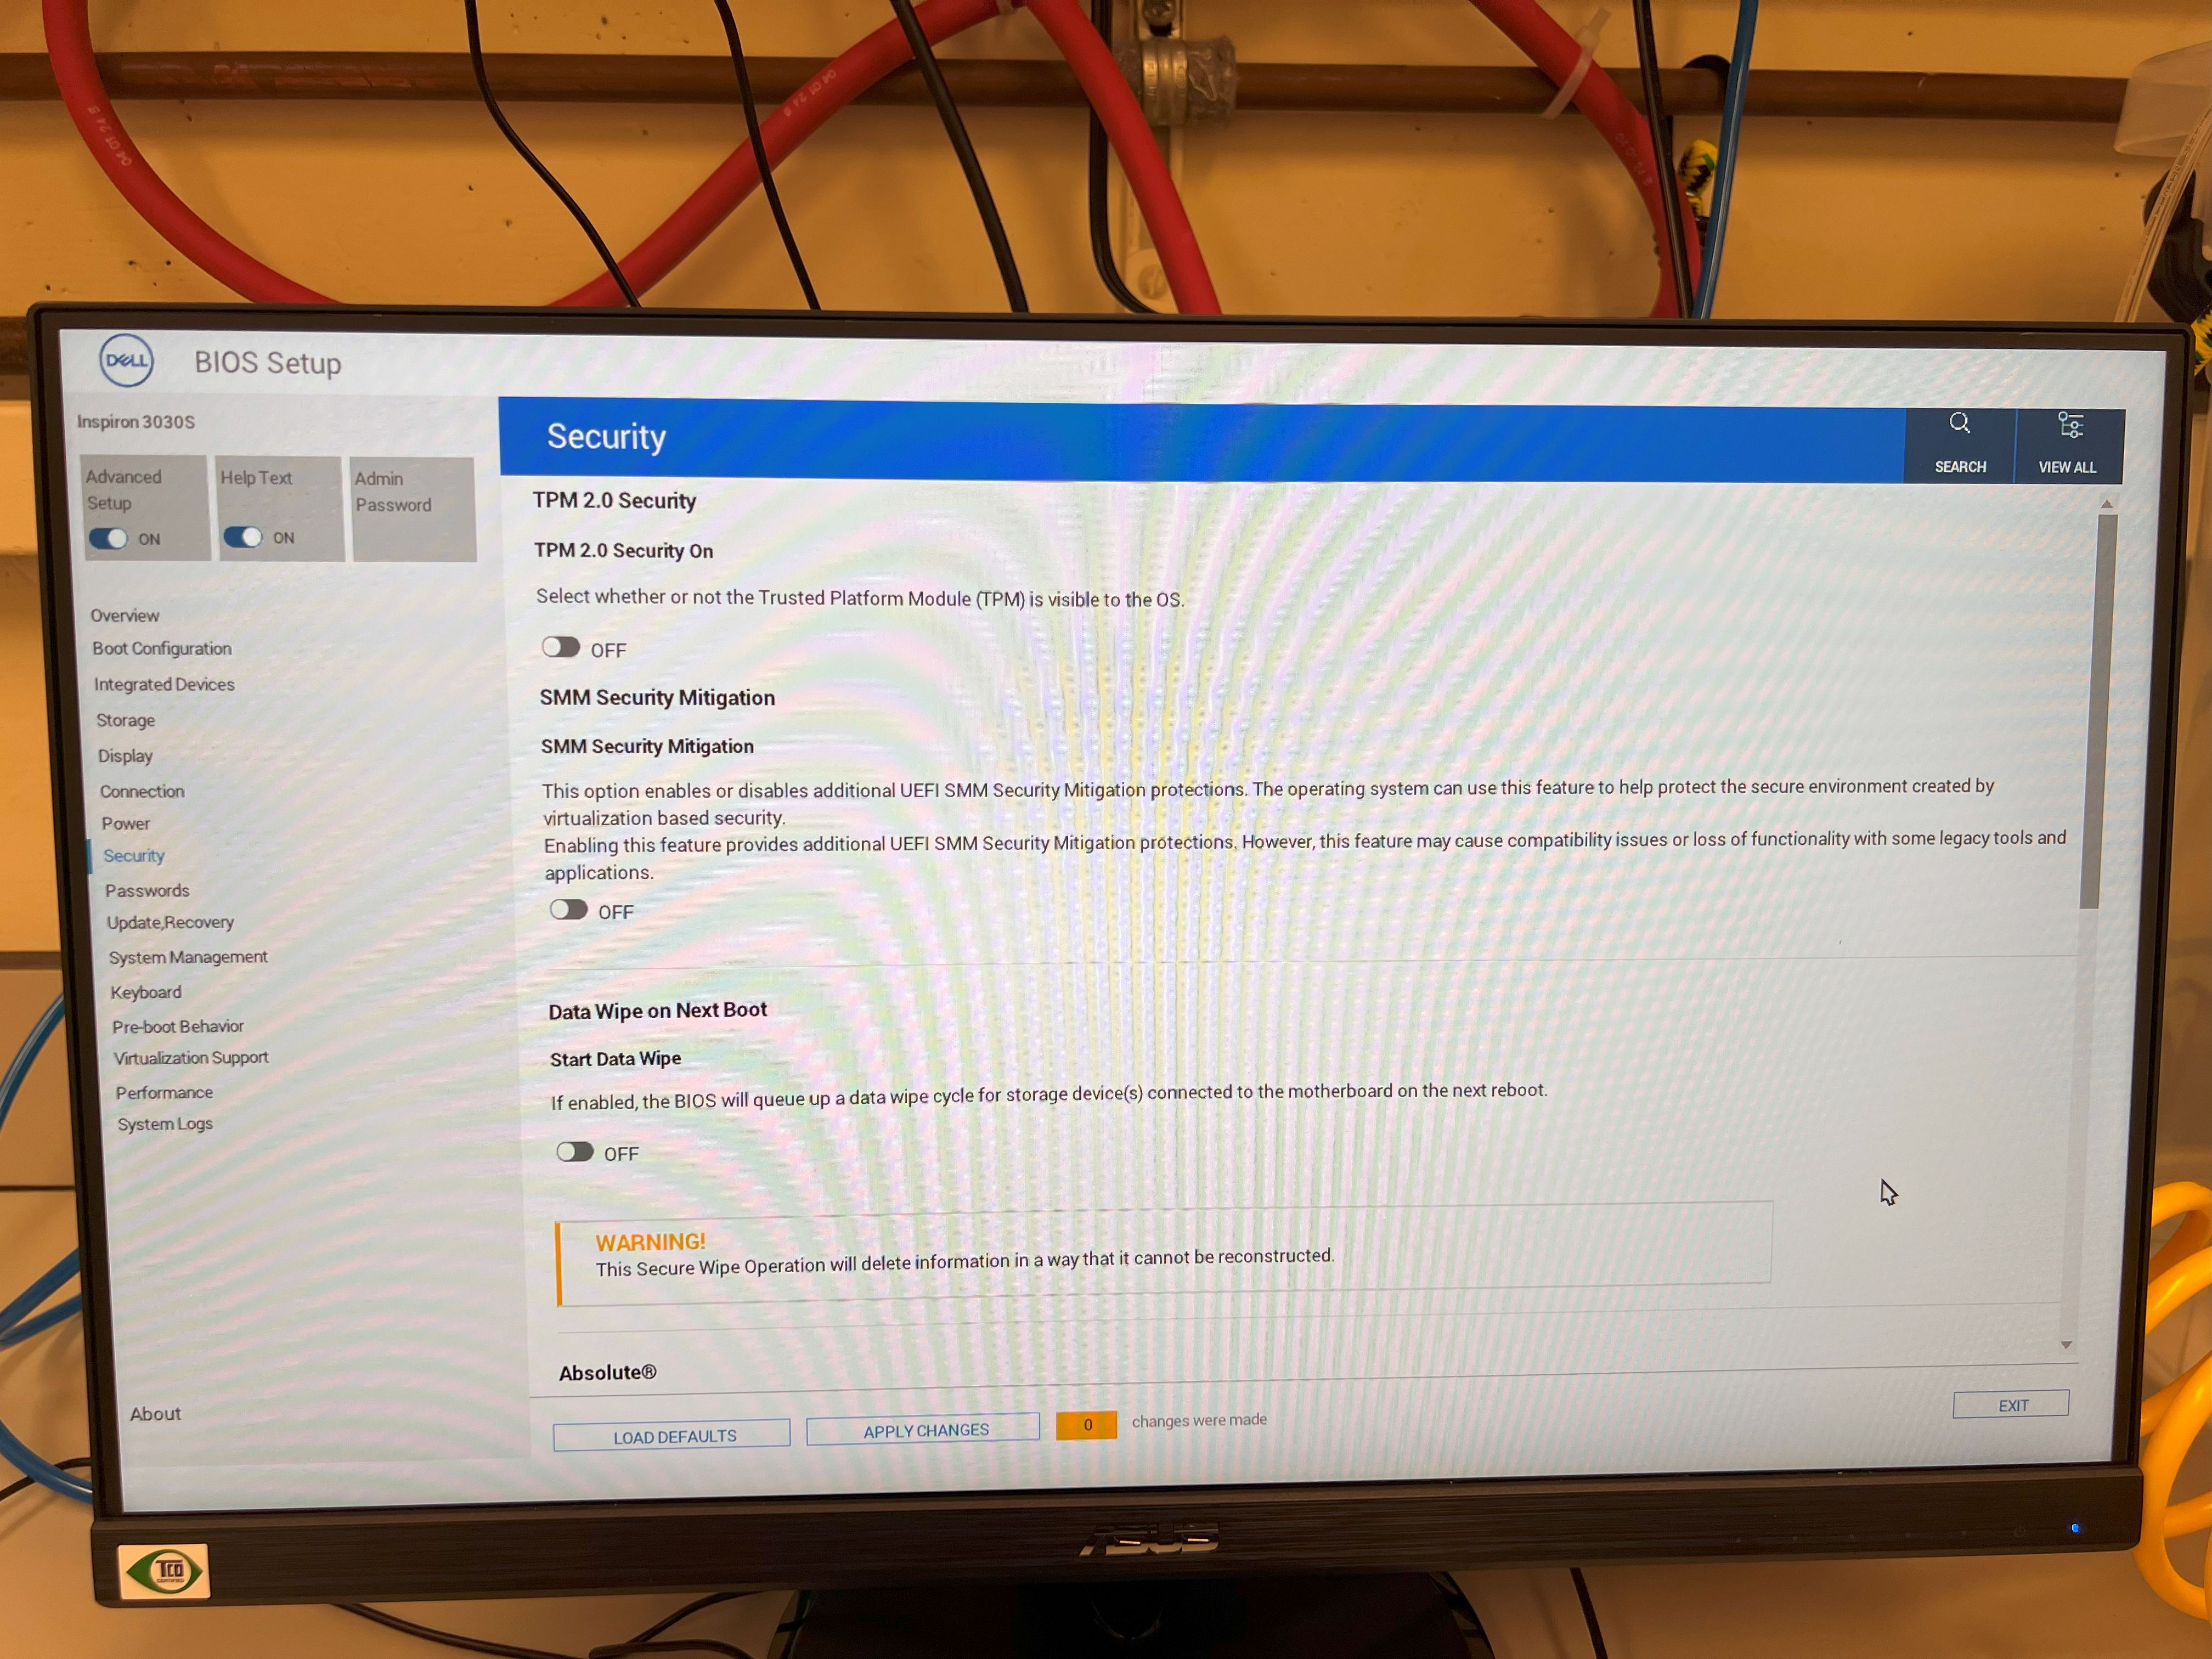 04 01 24 S
04 01 24 S
DELL
BIOS Setup
Inspiron 3030S
Advanced Setup
ON
Help Text
ON
Admin Password
Overview
Boot Configuration
Integrated Devices
Storage
Display
Connection
Power
Security
Passwords
Update,Recovery
System Management
Keyboard
Pre-boot Behavior
Virtualization Support
Performance
System Logs
About
Security
SEARCH
VIEW ALL
TPM 2.0 Security
TPM 2.0 Security On
Select whether or not the Trusted Platform Module (TPM) is visible to the OS.
OFF
SMM Security Mitigation
SMM Security Mitigation
This option enables or disables additional UEFI SMM Security Mitigation protections. The operating system can use this feature to help protect the secure environment created by
virtualization based security.
Enabling this feature provides additional UEFI SMM Security Mitigation protections. However, this feature may cause compatibility issues or loss of functionality with some legacy tools and
applications.
OFF
Data Wipe on Next Boot
Start Data Wipe
If enabled, the BIOS will queue up a data wipe cycle for storage device(s) connected to the motherboard on the next reboot.
OFF
WARNING!
This Secure Wipe Operation will delete information in a way that it cannot be reconstructed.
Absolute®
LOAD DEFAULTS
APPLY CHANGES
0
changes were made
EXIT
ASUS
TCO
CERTIFIED